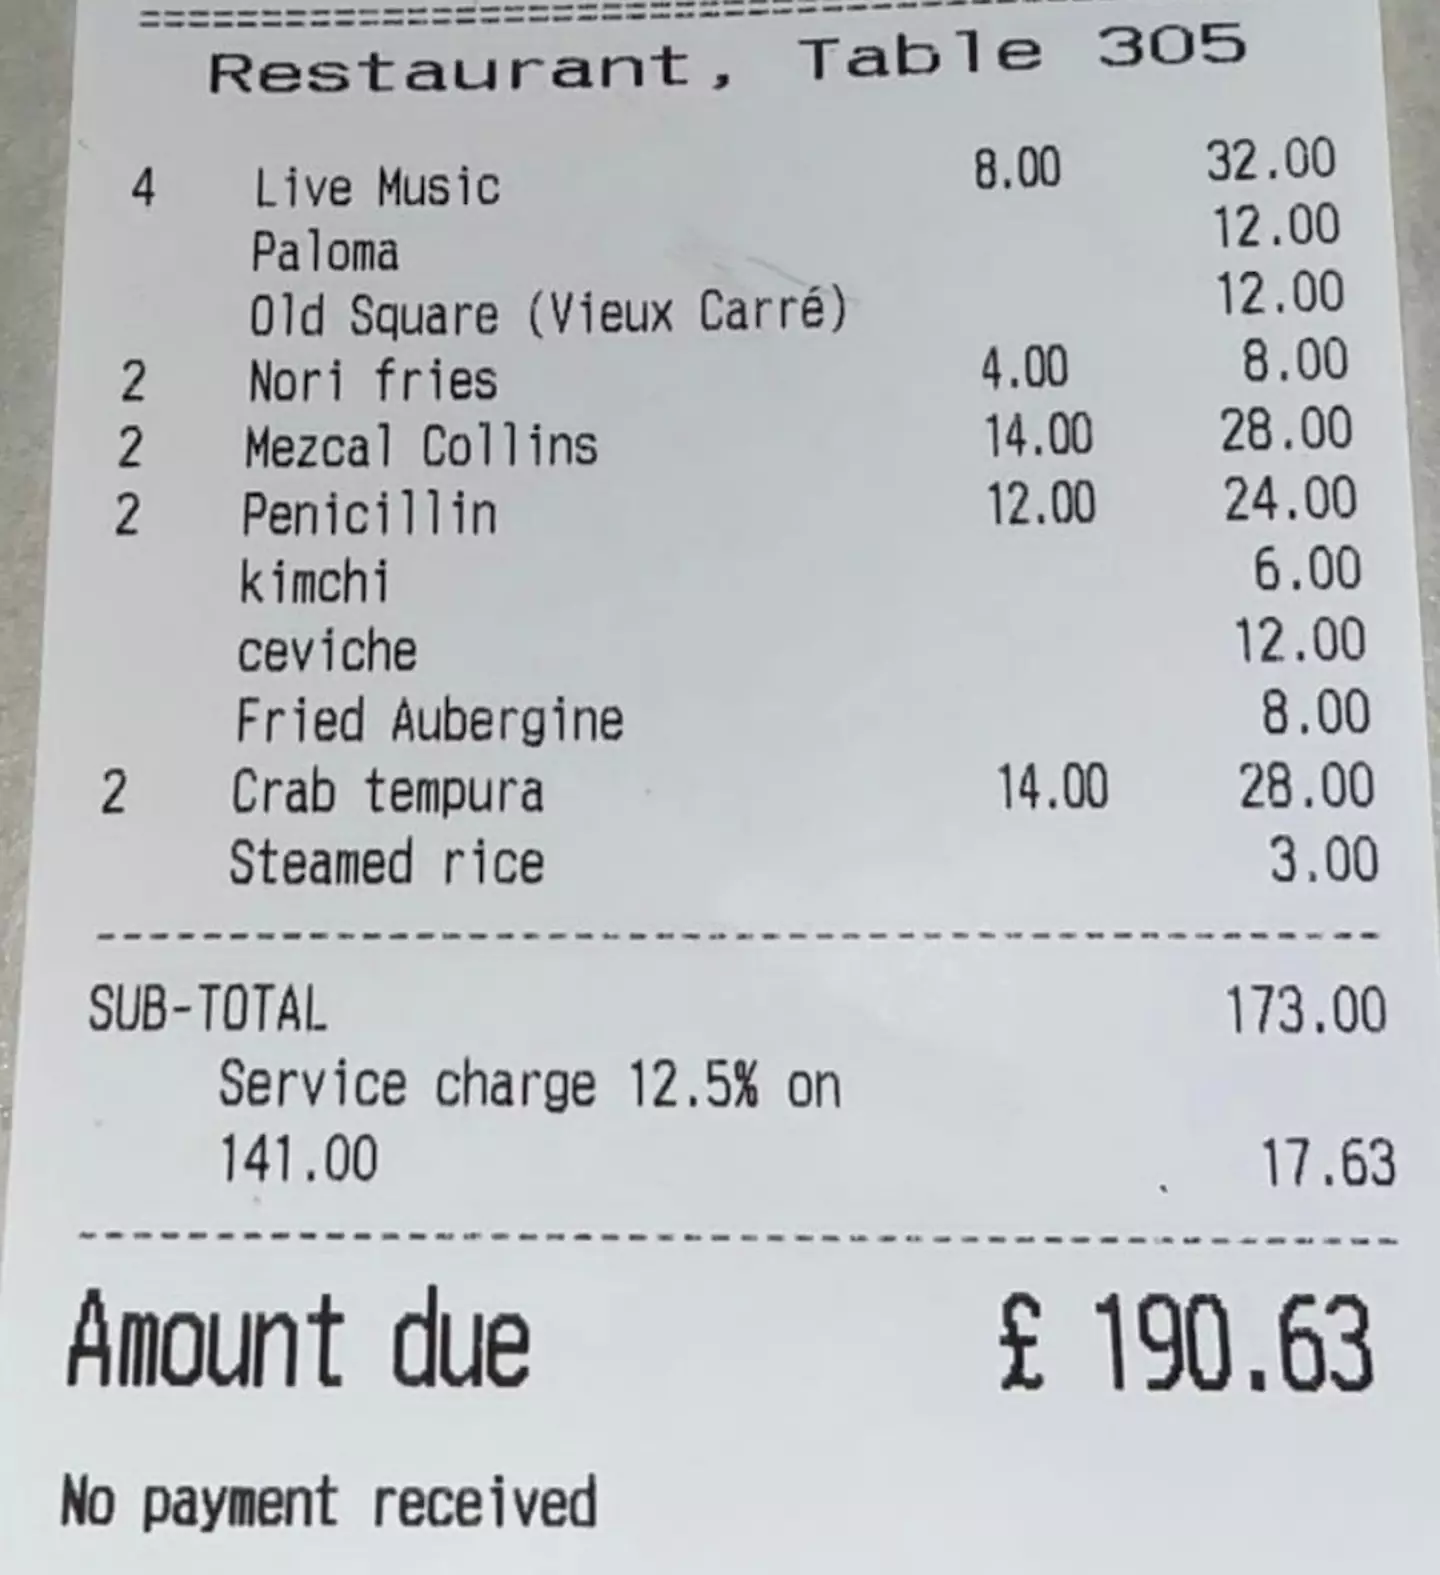 Restaurant, Table 305
4 Live Music 8.00 32.00
Paloma 12.00
Old Square (Vieux Carré) 12.00
2 Nori fries 4.00 8.00
2 Mezcal Collins 14.00 28.00
2 Penicillin 12.00 24.00
kimchi 6.00
ceviche 12.00
Fried Aubergine 8.00
2 Crab tempura 14.00 28.00
Steamed rice 3.00
SUB-TOTAL 173.00
Service charge 12.5% on
141.00 17.63
Amount due £ 190.63
No payment received